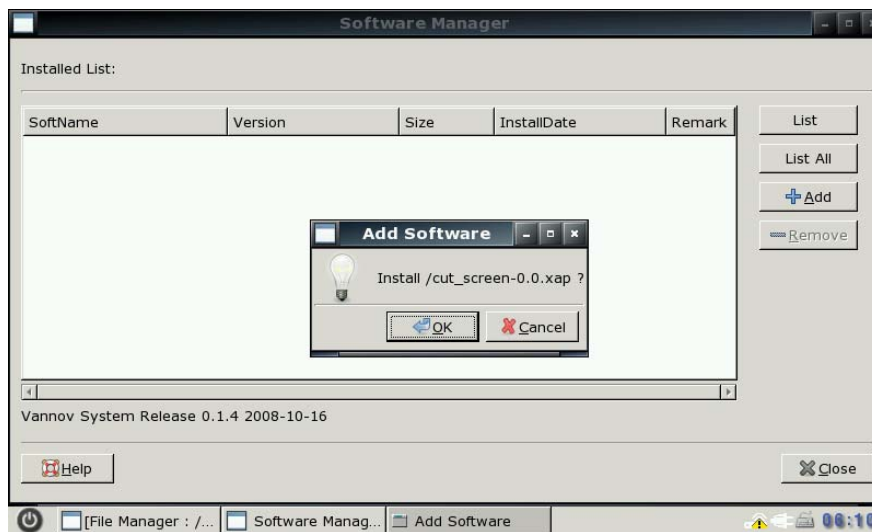 Software Manager
Installed List:
SoftName Version Size InstallDate Remark
List
List All
Add
Remove
Add Software
Install /cut_screen-0.0.xap ?
OK Cancel
Vannov System Release 0.1.4 2008-10-16
Help Close
[File Manager : /... Software Manag... Add Software